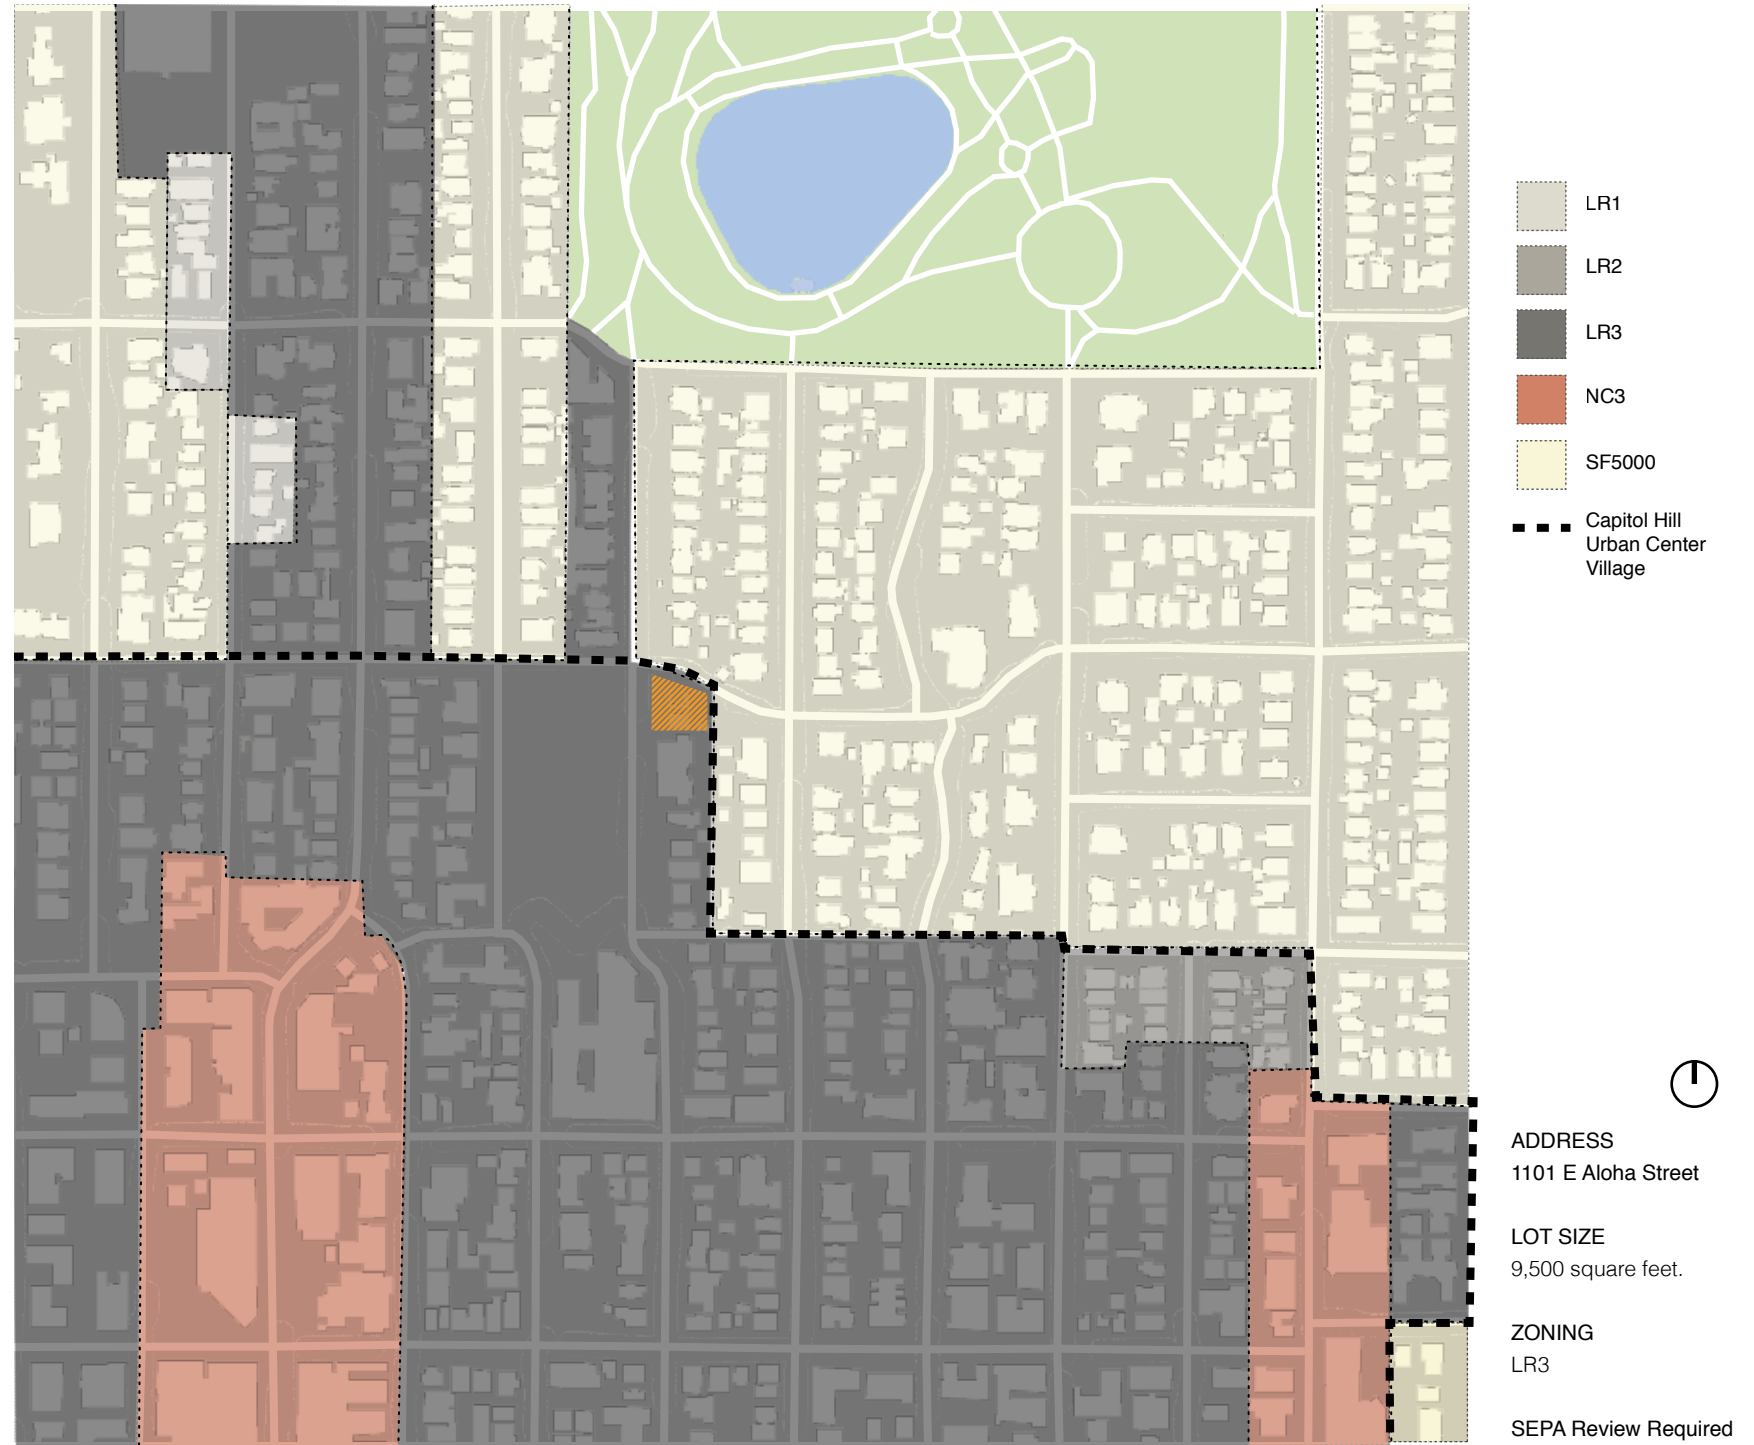 LR1
LR2
LR3
NC3
SF5000
Capitol Hill
Urban Center
Village
ADDRESS
1101 E Aloha Street
LOT SIZE
9,500 square feet.
ZONING
LR3
SEPA Review Required